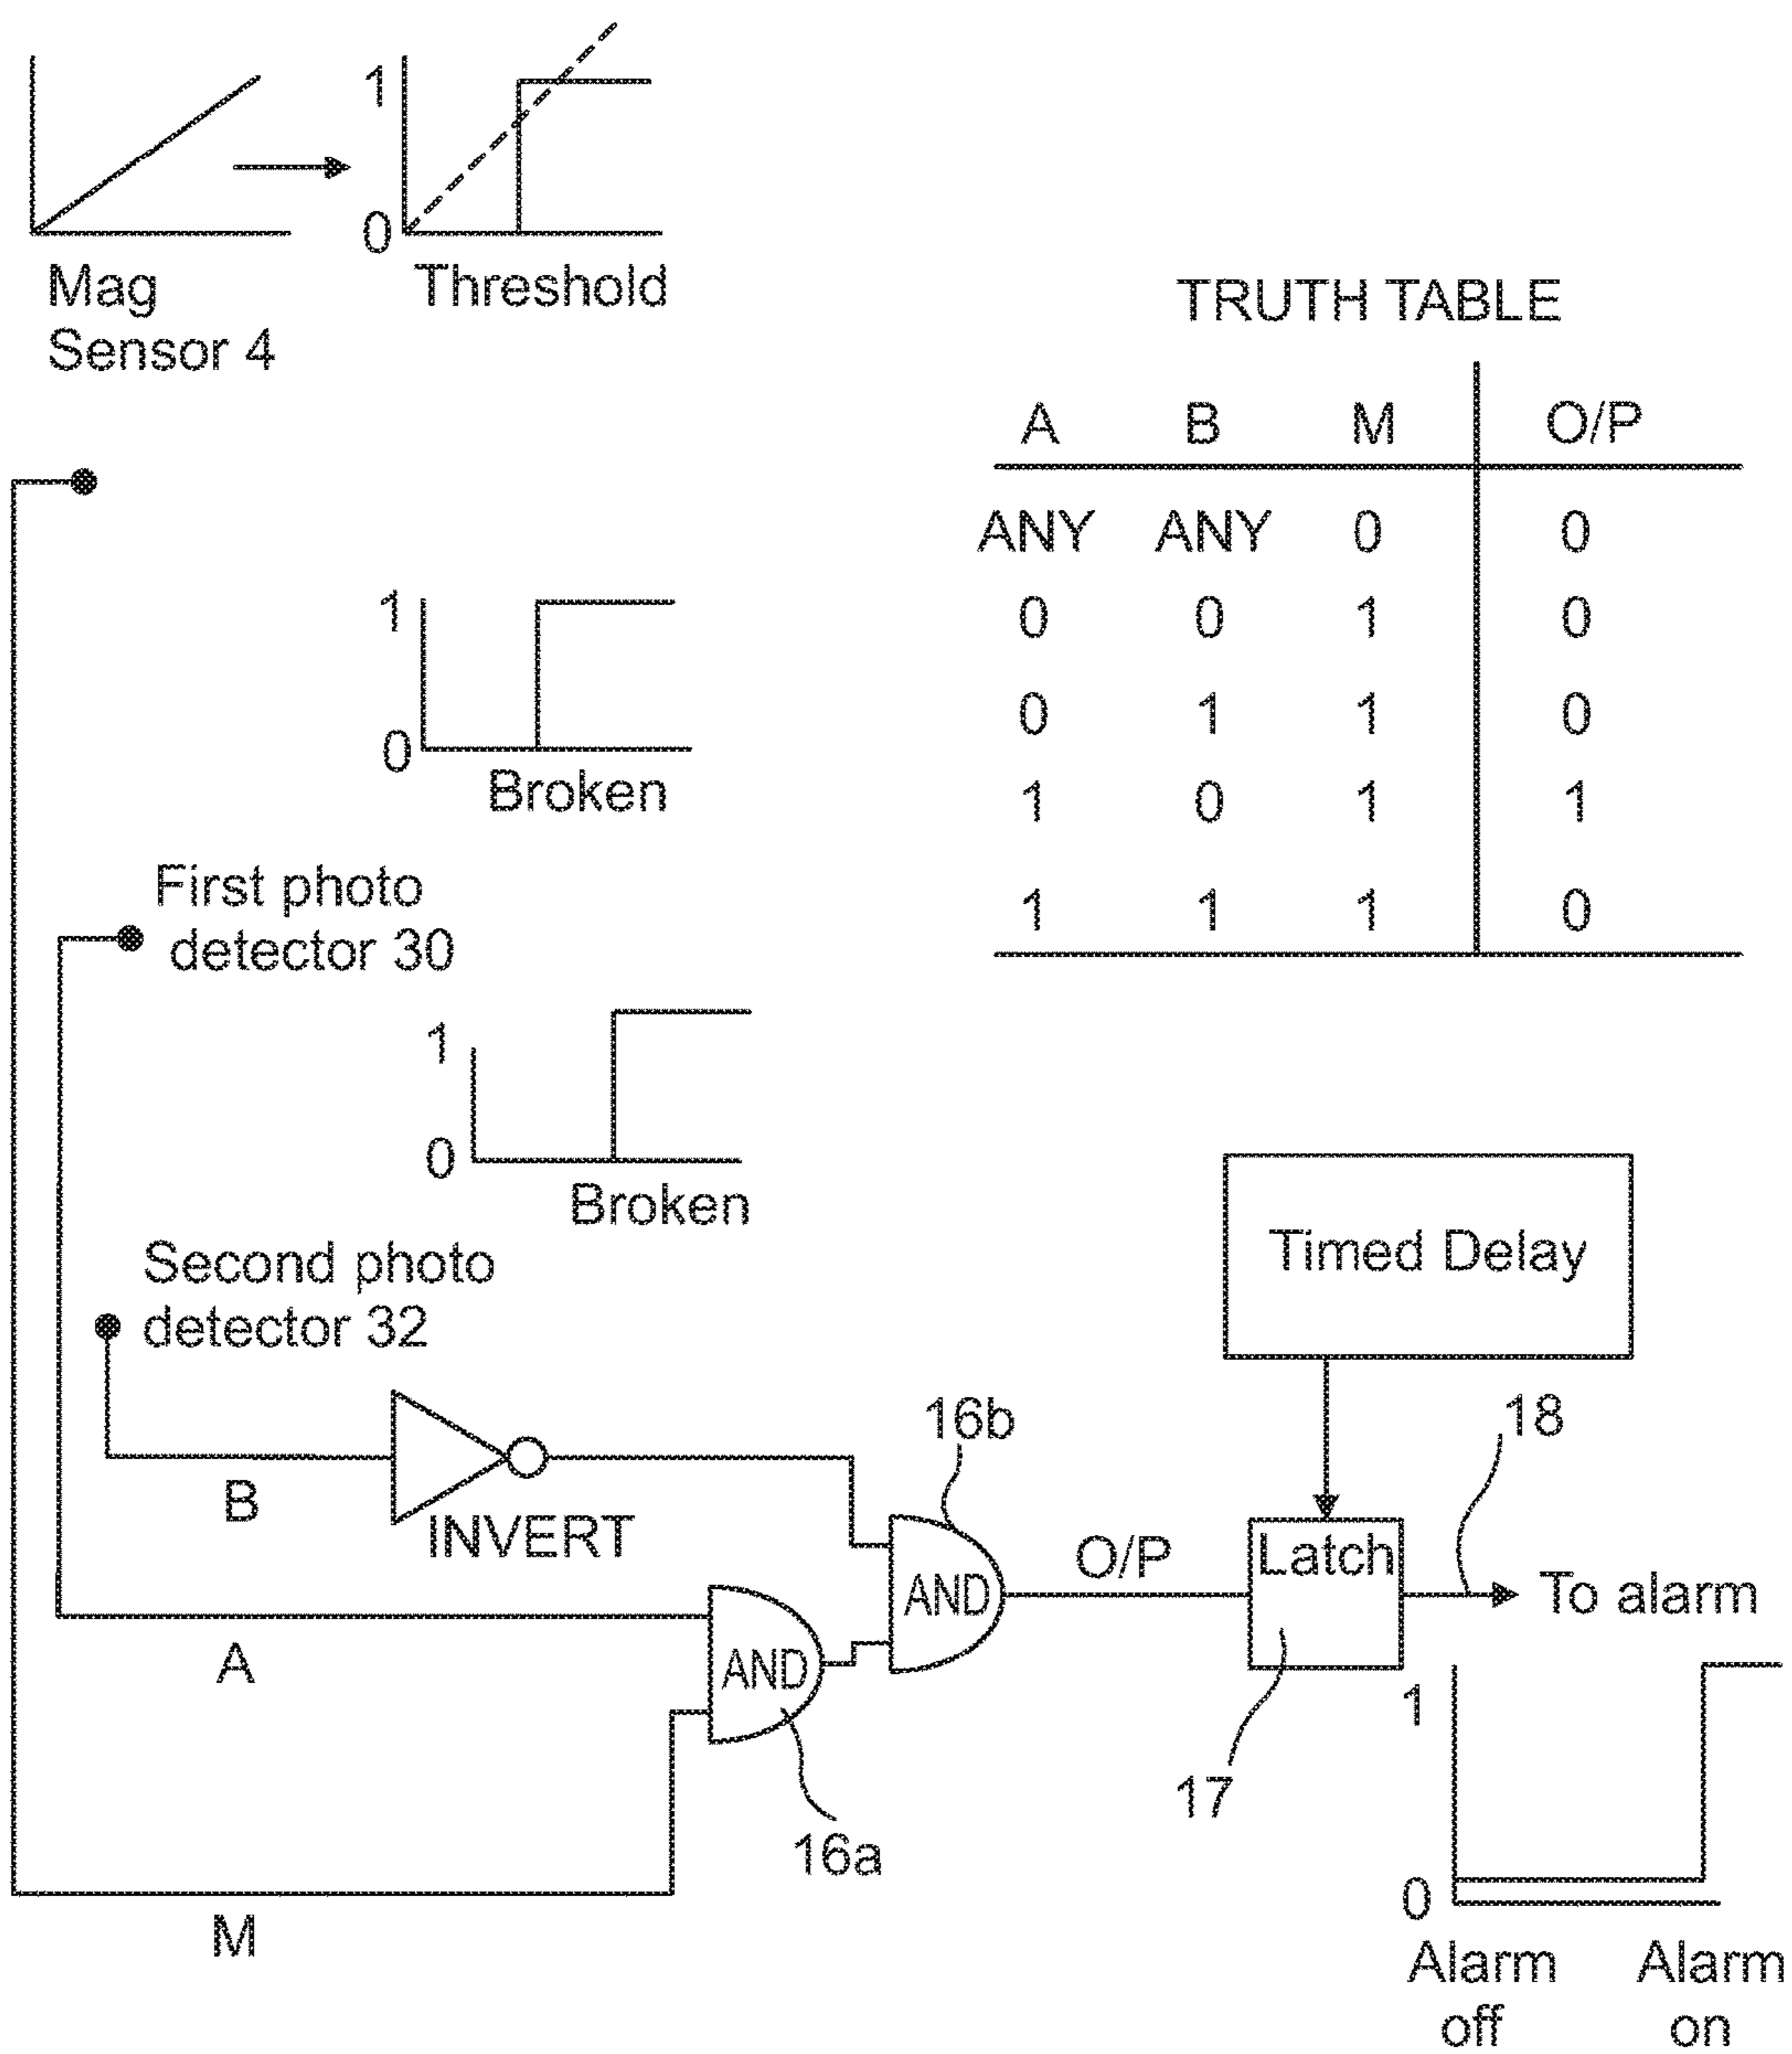 1
0
Mag
Sensor 4
Threshold
TRUTH TABLE
A B M O/P
ANY ANY 0 0
0 0 1 0
0 1 1 0
1 0 1 1
1 1 1 0
1
0
Broken
First photo
detector 30
1
0
Broken
Second photo
detector 32
Timed Delay
B
INVERT
16b
18
AND
O/P
Latch
To alarm
A
AND
16a
17
M
1
0
Alarm
off
Alarm
on